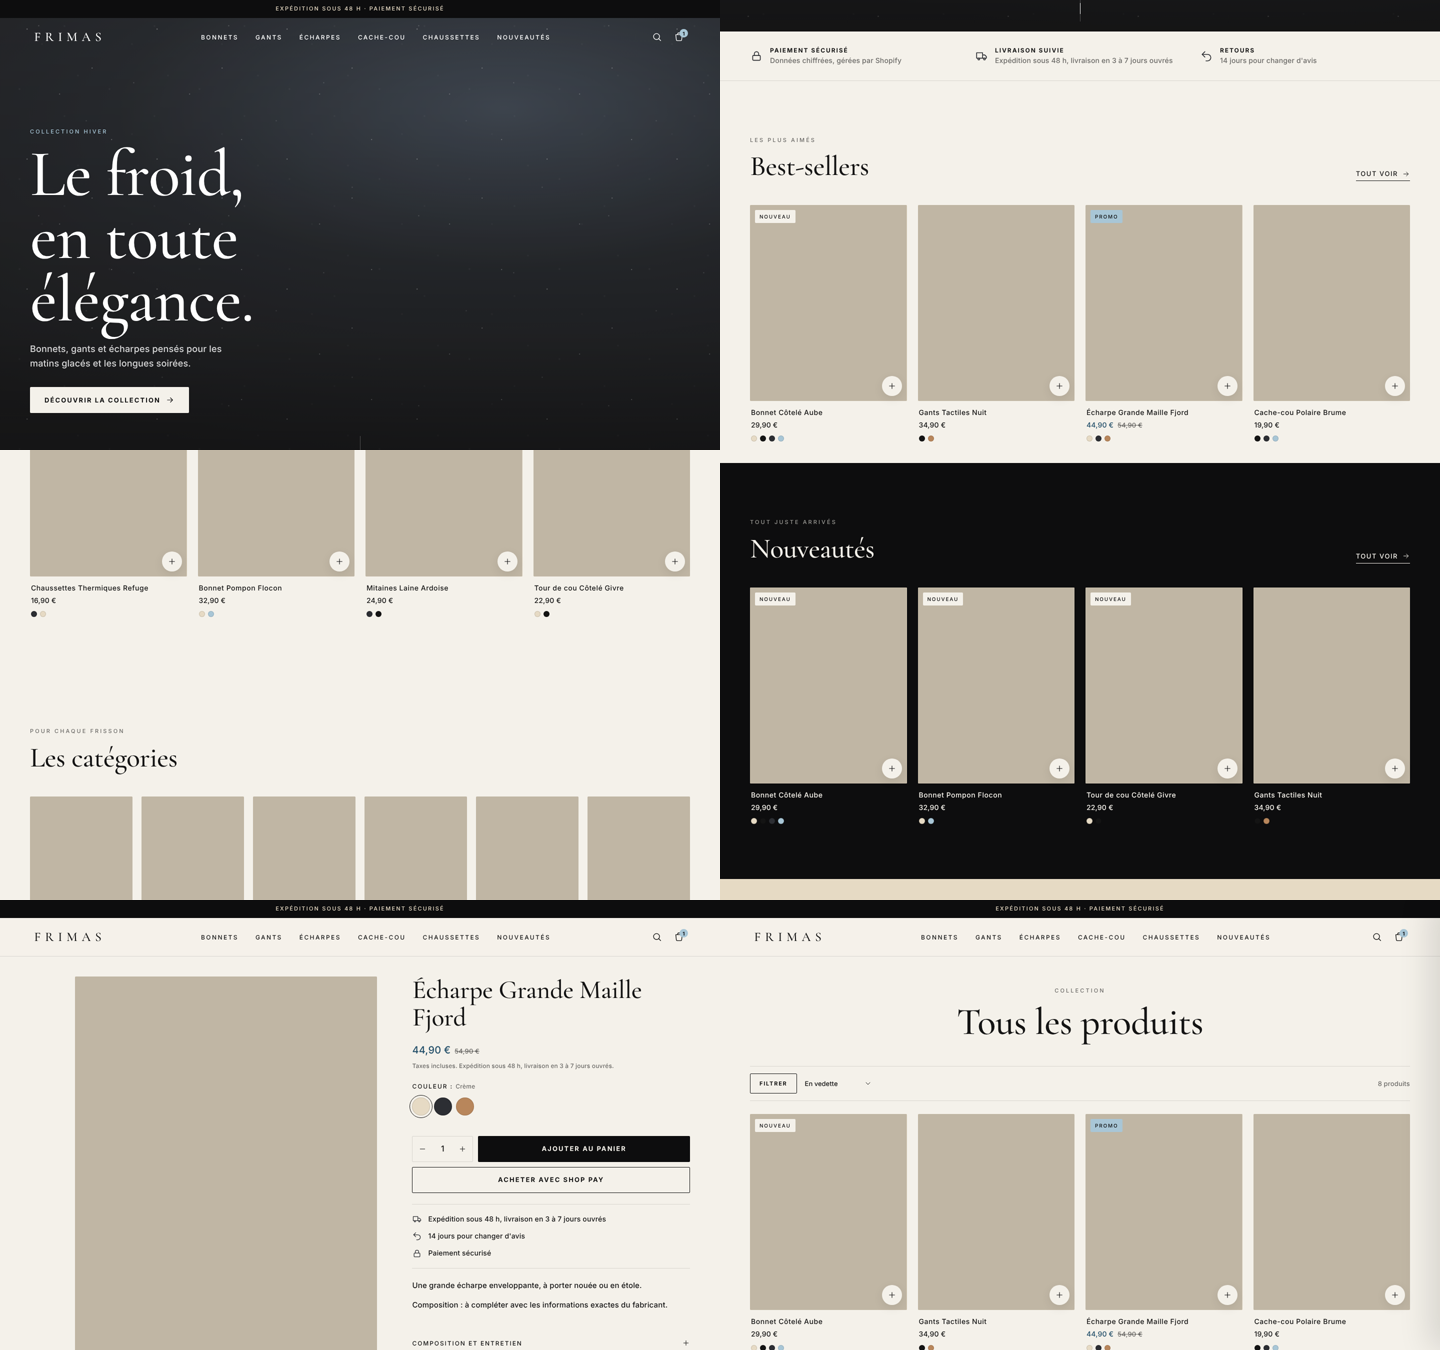 EXPÉDITION SOUS 48 H · PAIEMENT SÉCURISÉ
FRIMAS
BONNETS GANTS ÉCHARPES CACHE-COU CHAUSSETTES NOUVEAUTÉS
1
COLLECTION HIVER
Le froid,
en toute
élégance.
Bonnets, gants et écharpes pensés pour les
matins glacés et les longues soirées.
DÉCOUVRIR LA COLLECTION →
Chaussettes Thermiques Refuge
16,90 €
Bonnet Pompon Flocon
32,90 €
Mitaines Laine Ardoise
24,90 €
Tour de cou Côtelé Givre
22,90 €
POUR CHAQUE FRISSON
Les catégories
PAIEMENT SÉCURISÉ
Données chiffrées, gérées par Shopify
LIVRAISON SUIVIE
Expédition sous 48 h, livraison en 3 à 7 jours ouvrés
RETOURS
14 jours pour changer d'avis
LES PLUS AIMÉS
Best-sellers
TOUT VOIR →
NOUVEAU
PROMO
Bonnet Côtelé Aube
29,90 €
Gants Tactiles Nuit
34,90 €
Écharpe Grande Maille Fjord
44,90 € 54,90 €
Cache-cou Polaire Brume
19,90 €
TOUT JUSTE ARRIVÉS
Nouveautés
TOUT VOIR →
NOUVEAU
NOUVEAU
NOUVEAU
Bonnet Côtelé Aube
29,90 €
Bonnet Pompon Flocon
32,90 €
Tour de cou Côtelé Givre
22,90 €
Gants Tactiles Nuit
34,90 €
EXPÉDITION SOUS 48 H · PAIEMENT SÉCURISÉ
FRIMAS
BONNETS GANTS ÉCHARPES CACHE-COU CHAUSSETTES NOUVEAUTÉS
1
Écharpe Grande Maille
Fjord
44,90 € 54,90 €
Taxes incluses. Expédition sous 48 h, livraison en 3 à 7 jours ouvrés.
COULEUR : Crème
− 1 +
AJOUTER AU PANIER
ACHETER AVEC SHOP PAY
Expédition sous 48 h, livraison en 3 à 7 jours ouvrés
14 jours pour changer d'avis
Paiement sécurisé
Une grande écharpe enveloppante, à porter nouée ou en étole.
Composition : à compléter avec les informations exactes du fabricant.
COMPOSITION ET ENTRETIEN +
EXPÉDITION SOUS 48 H · PAIEMENT SÉCURISÉ
FRIMAS
BONNETS GANTS ÉCHARPES CACHE-COU CHAUSSETTES NOUVEAUTÉS
1
COLLECTION
Tous les produits
FILTRER
En vedette
8 produits
NOUVEAU
PROMO
Bonnet Côtelé Aube
29,90 €
Gants Tactiles Nuit
34,90 €
Écharpe Grande Maille Fjord
44,90 € 54,90 €
Cache-cou Polaire Brume
19,90 €